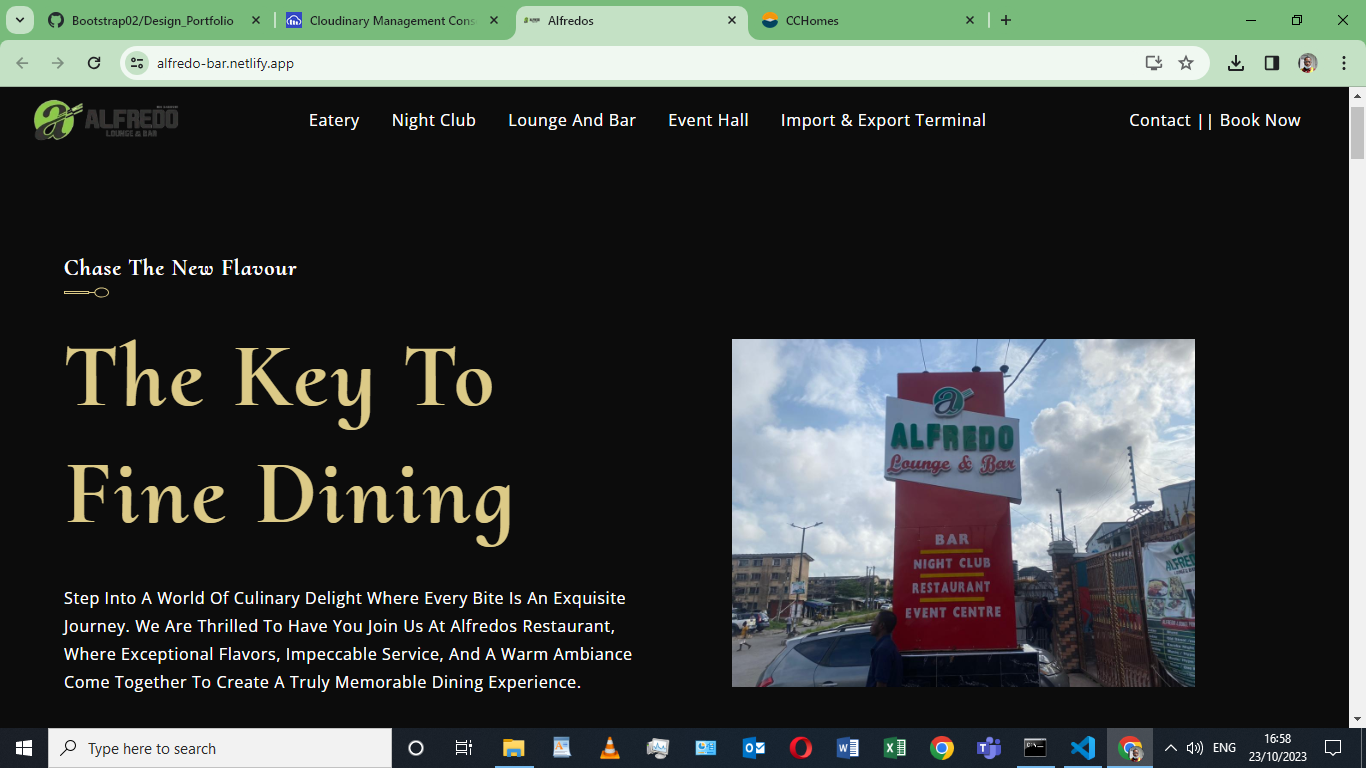 Bootstrap02/Design_Portfolio
Cloudinary Management Cons
Alfredos
CCHomes
alfredo-bar.netlify.app
ALFREDO
LOUNGE & BAR
Eatery
Night Club
Lounge And Bar
Event Hall
Import & Export Terminal
Contact || Book Now
Chase The New Flavour
The Key To
Fine Dining
Step Into A World Of Culinary Delight Where Every Bite Is An Exquisite
Journey. We Are Thrilled To Have You Join Us At Alfredos Restaurant,
Where Exceptional Flavors, Impeccable Service, And A Warm Ambiance
Come Together To Create A Truly Memorable Dining Experience.
a
ALFREDO
Lounge & Bar
BAR
NIGHT CLUB
RESTAURANT
EVENT CENTRE
ALFREDO
Type here to search
ENG
16:58
23/10/2023